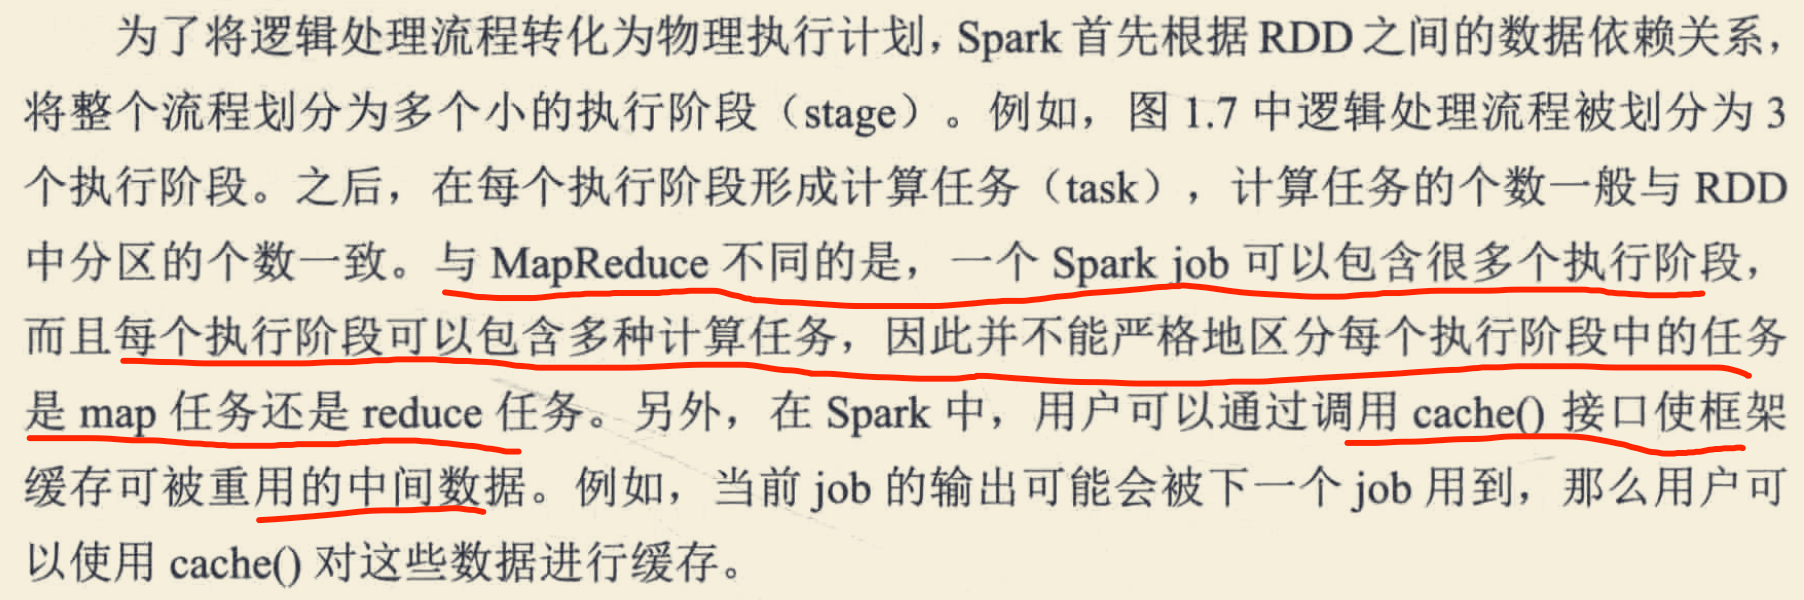 为了将逻辑处理流程转化为物理执行计划，Spark 首先根据 RDD 之间的数据依赖关系，
将整个流程划分为多个小的执行阶段（stage）。例如，图 1.7 中逻辑处理流程被划分为 3
个执行阶段。之后，在每个执行阶段形成计算任务（task），计算任务的个数一般与 RDD
中分区的个数一致。与 MapReduce 不同的是，一个 Spark job 可以包含很多个执行阶段，
而且每个执行阶段可以包含多种计算任务，因此并不能严格地区分每个执行阶段中的任务
是 map 任务还是 reduce 任务。另外，在 Spark 中，用户可以通过调用 cache() 接口使框架
缓存可被重用的中间数据。例如，当前 job 的输出可能会被下一个 job 用到，那么用户可
以使用 cache() 对这些数据进行缓存。